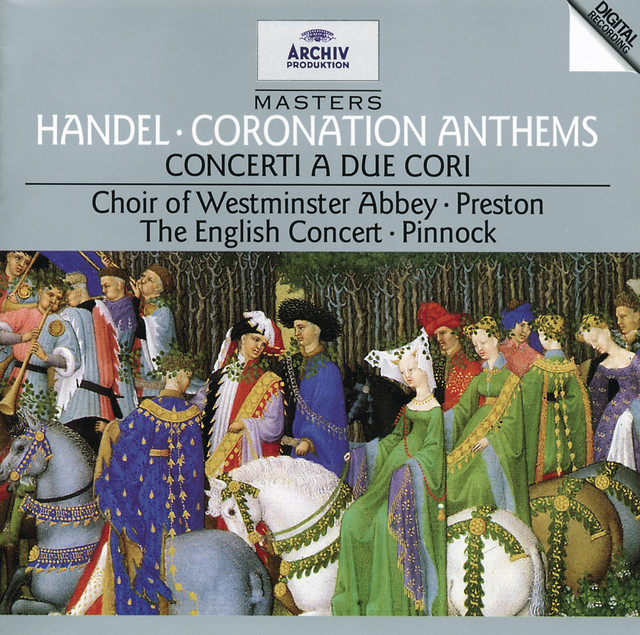 DIGITAL
RECORDING
ARCHIV
PRODUKTION
MASTERS
HANDEL · CORONATION ANTHEMS
CONCERTI A DUE CORI
Choir of Westminster Abbey · Preston
The English Concert · Pinnock